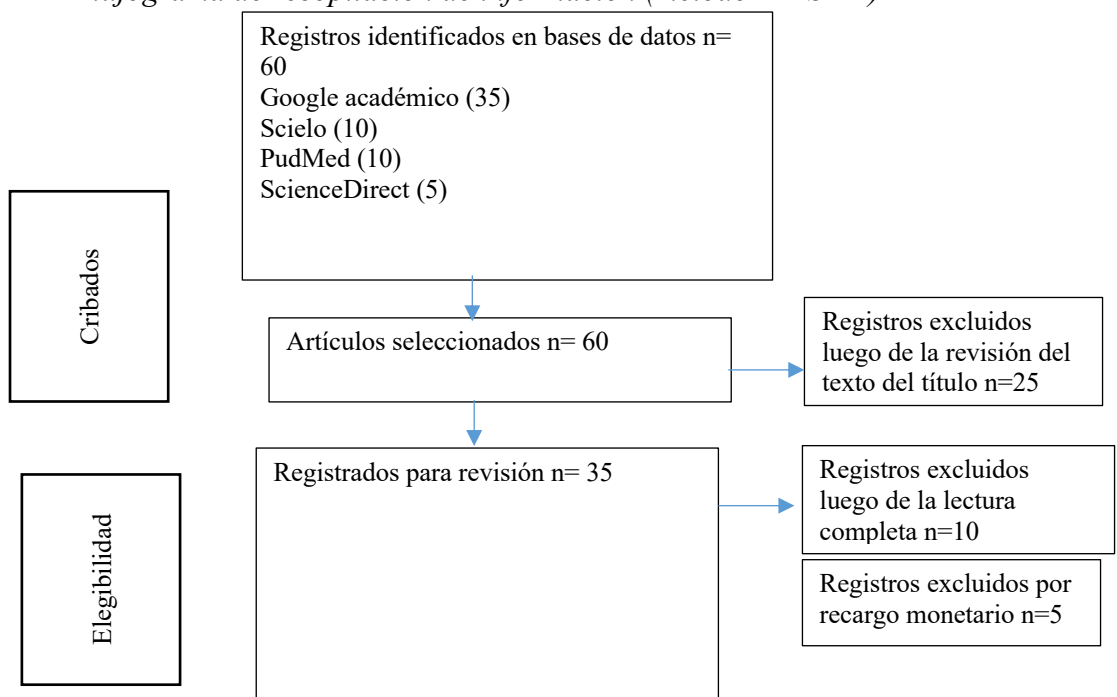 Registros identificados en bases de datos n=
60
Google académico (35)
Scielo (10)
PudMed (10)
ScienceDirect (5)
Cribados
Artículos seleccionados n= 60
Registros excluidos
luego de la revisión del
texto del título n=25
Registrados para revisión n= 35
Registros excluidos
luego de la lectura
completa n=10
Elegibilidad
Registros excluidos por
recargo monetario n=5